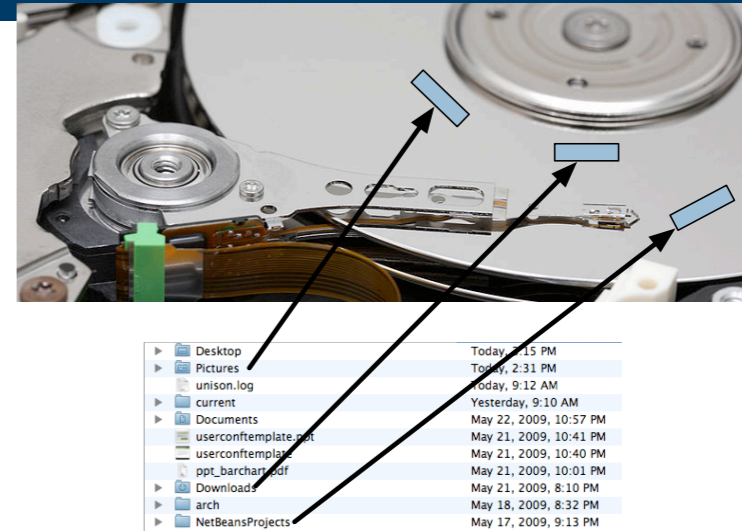 Desktop Today, 3:15 PM
Pictures Today, 2:31 PM
unison.log Today, 9:12 AM
current Yesterday, 9:10 AM
Documents May 22, 2009, 10:57 PM
userconftemplate.ppt May 21, 2009, 10:41 PM
userconftemplate May 21, 2009, 10:40 PM
ppt_barchart.pdf May 21, 2009, 10:01 PM
Downloads May 21, 2009, 8:10 PM
arch May 18, 2009, 8:32 PM
NetBeansProjects May 17, 2009, 9:13 PM